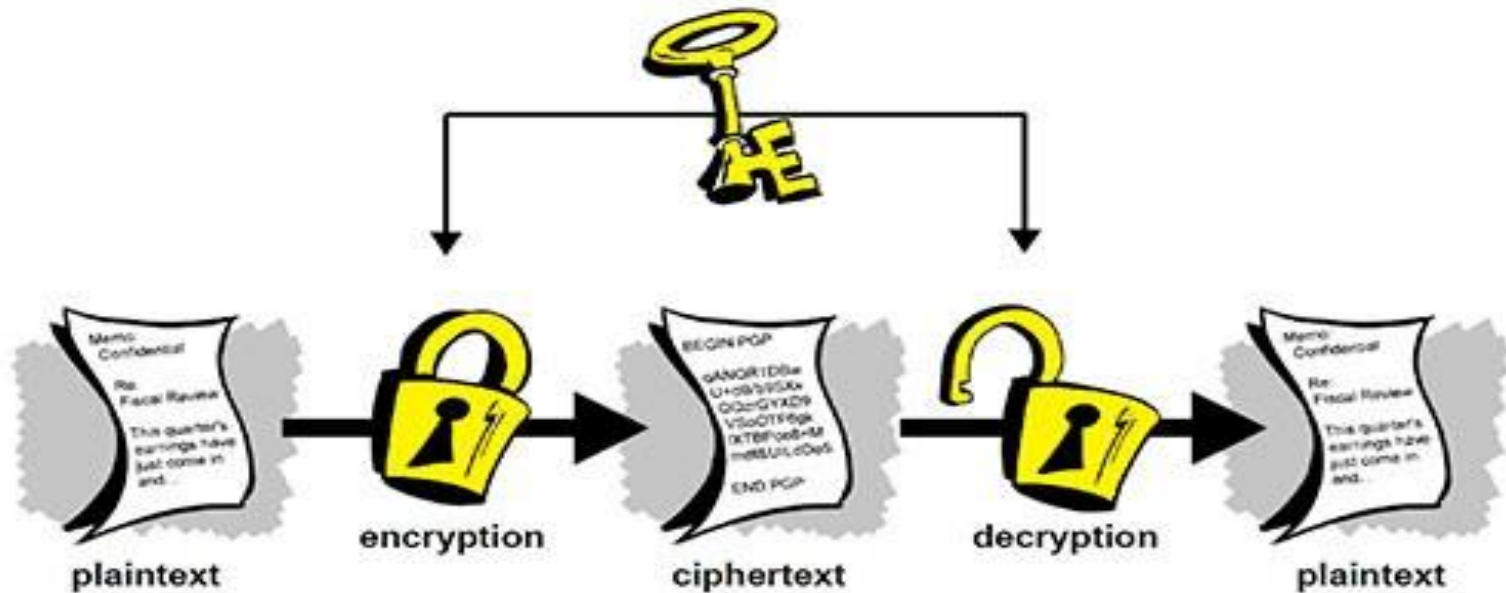 Memo:
Confidential
Re:
Fiscal Review
This quarter's
earnings have
just come in
and...
BEGIN PGP
END PGP
Memo:
Confidential
Re:
Fiscal Review
This quarter's
earnings have
just come in
and...
encryption
decryption
plaintext
ciphertext
plaintext